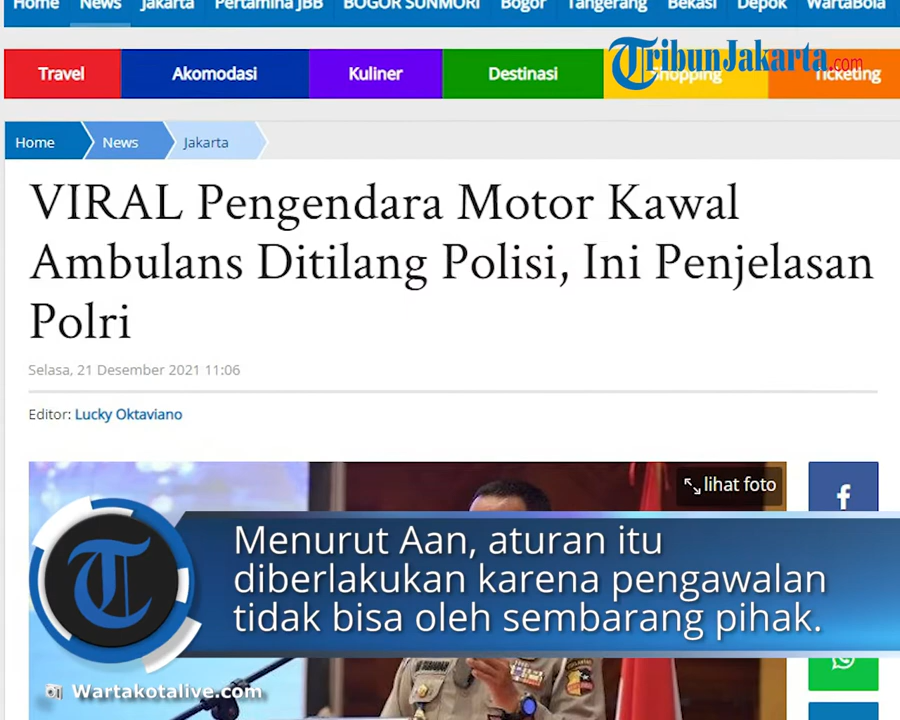 Home News Jakarta Pertamina JBB BOGOR SUNMORI Bogor Tangerang Bekasi Depok WartaBola
TribunJakarta.com
Travel Akomodasi Kuliner Destinasi Shopping Ticketing
Home News Jakarta
VIRAL Pengendara Motor Kawal
Ambulans Ditilang Polisi, Ini Penjelasan
Polri
Selasa, 21 Desember 2021 11:06
Editor: Lucky Oktaviano
lihat foto
f
Menurut Aan, aturan itu
diberlakukan karena pengawalan
tidak bisa oleh sembarang pihak.
T
Wartakotalive.com